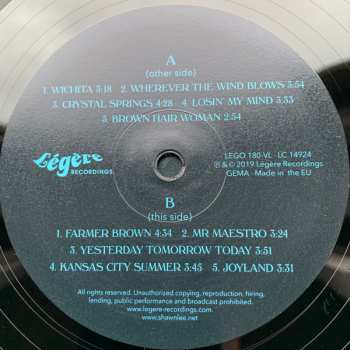 A
(other side)
1. WICHITA 3:18 2. WHEREVER THE WIND BLOWS 3:54
3. CRYSTAL SPRINGS 4:28 4. LOSIN' MY MIND 3:33
5. BROWN HAIR WOMAN 2:54
Légère
RECORDINGS
LEGO 180-VL · LC 14924
℗ & © 2019 Légère Recordings
GEMA · Made in the EU
B
(this side)
1. FARMER BROWN 4:34 2. MR MAESTRO 3:24
3. YESTERDAY TOMORROW TODAY 3:51
4. KANSAS CITY SUMMER 3:43 5. JOYLAND 3:31
All rights reserved. Unauthorized copying, reproduction, hiring,
lending, public performance and broadcast prohibited.
www.legere-recordings.com
www.shawnlee.net